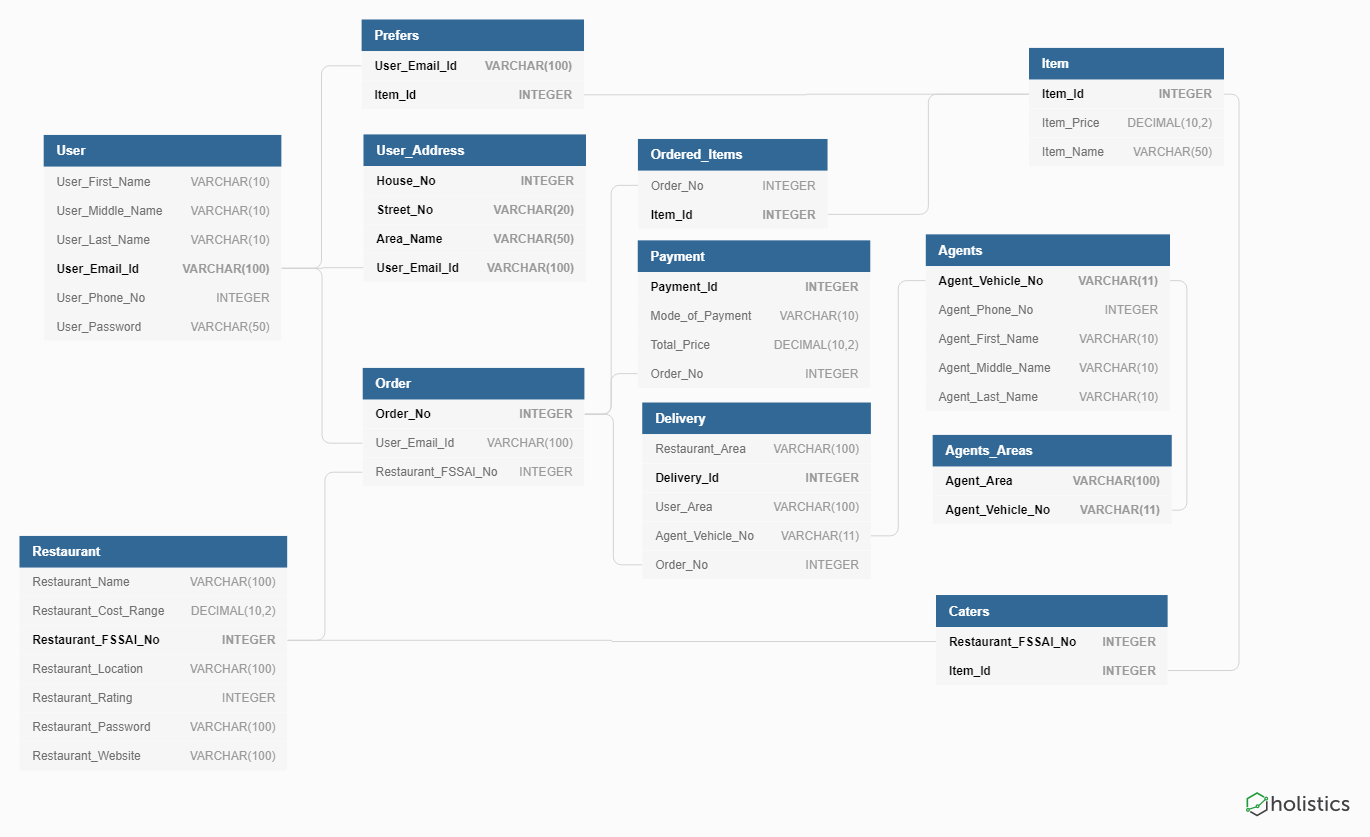 Prefers
User_Email_Id VARCHAR(100)
Item_Id INTEGER
Item
Item_Id INTEGER
Item_Price DECIMAL(10,2)
Item_Name VARCHAR(50)
User
User_First_Name VARCHAR(10)
User_Middle_Name VARCHAR(10)
User_Last_Name VARCHAR(10)
User_Email_Id VARCHAR(100)
User_Phone_No INTEGER
User_Password VARCHAR(50)
User_Address
House_No INTEGER
Street_No VARCHAR(20)
Area_Name VARCHAR(50)
User_Email_Id VARCHAR(100)
Ordered_Items
Order_No INTEGER
Item_Id INTEGER
Payment
Payment_Id INTEGER
Mode_of_Payment VARCHAR(10)
Total_Price DECIMAL(10,2)
Order_No INTEGER
Agents
Agent_Vehicle_No VARCHAR(11)
Agent_Phone_No INTEGER
Agent_First_Name VARCHAR(10)
Agent_Middle_Name VARCHAR(10)
Agent_Last_Name VARCHAR(10)
Order
Order_No INTEGER
User_Email_Id VARCHAR(100)
Restaurant_FSSAI_No INTEGER
Delivery
Restaurant_Area VARCHAR(100)
Delivery_Id INTEGER
User_Area VARCHAR(100)
Agent_Vehicle_No VARCHAR(11)
Order_No INTEGER
Agents_Areas
Agent_Area VARCHAR(100)
Agent_Vehicle_No VARCHAR(11)
Restaurant
Restaurant_Name VARCHAR(100)
Restaurant_Cost_Range DECIMAL(10,2)
Restaurant_FSSAI_No INTEGER
Restaurant_Location VARCHAR(100)
Restaurant_Rating INTEGER
Restaurant_Password VARCHAR(100)
Restaurant_Website VARCHAR(100)
Caters
Restaurant_FSSAI_No INTEGER
Item_Id INTEGER
holistics